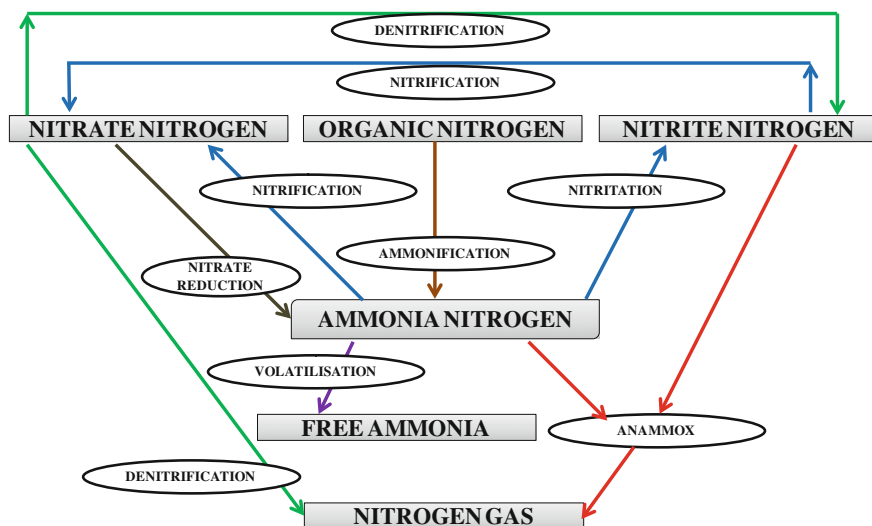 DENITRIFICATION
NITRIFICATION
NITRATE NITROGEN
ORGANIC NITROGEN
NITRITE NITROGEN
NITRIFICATION
NITRITATION
AMMONIFICATION
NITRATE
REDUCTION
AMMONIA NITROGEN
VOLATILISATION
FREE AMMONIA
ANAMMOX
DENITRIFICATION
NITROGEN GAS